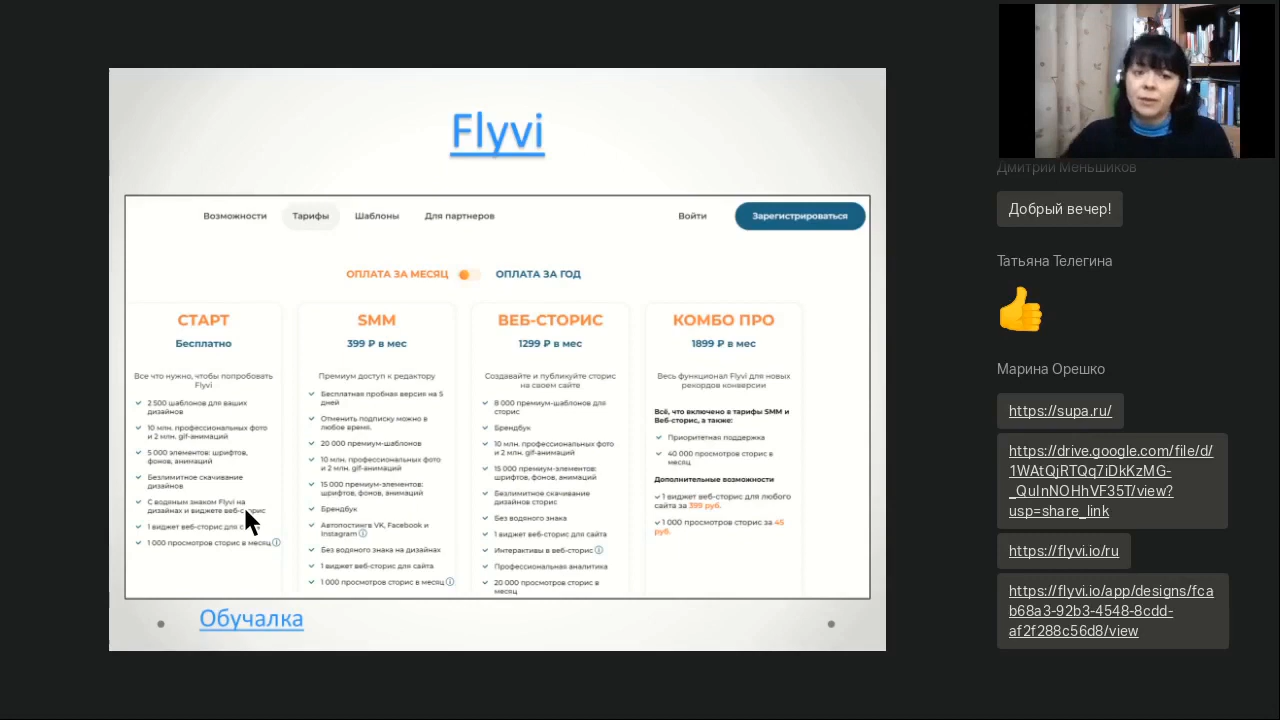 Flyvi
Возможности
Тарифы
Шаблоны
Для партнеров
Войти
Зарегистрироваться
ОПЛАТА ЗА МЕСЯЦ
ОПЛАТА ЗА ГОД
СТАРТ
Бесплатно
Все что нужно, чтобы попробовать
Flyvi
2 500 шаблонов для ваших
дизайнов
10 млн. профессиональных фото
и 2 млн. gif-анимаций
5 000 элементов: шрифтов,
фонов, анимаций
Безлимитное скачивание
дизайнов
С водяным знаком Flyvi на
дизайнах и виджете веб-сторис
1 виджет веб-сторис для
1 000 просмотров сторис в месяц
SMM
399 ₽ в мес
Премиум доступ к редактору
Бесплатная пробная версия на 5
дней
Отменить подписку можно в
любое время.
20 000 премиум-шаблонов
10 млн. профессиональных фото
и 2 млн. gif-анимаций
15 000 премиум-элементов:
шрифтов, фонов, анимаций
Брендбук
Автопостинг в VK, Facebook и
Instagram
Без водяного знака на дизайнах
1 виджет веб-сторис для сайта
1 000 просмотров сторис в месяц
ВЕБ-СТОРИС
1299 ₽ в мес
Создавайте и публикуйте сторис
на своем сайте
8 000 премиум-шаблонов для
сторис
Брендбук
10 млн. профессиональных фото
и 2 млн. gif-анимаций
15 000 премиум-элементов:
шрифтов, фонов, анимаций
Безлимитное скачивание
дизайнов сторис
Без водяного знака
1 виджет веб-сторис для сайта
Интерактивы в веб-сторис
Профессиональная аналитика
20 000 просмотров сторис в
месяц
КОМБО ПРО
1899 ₽ в мес
Весь функционал Flyvi для новых
рекордов конверсии
Всё, что включено в тарифы SMM и
Веб-сторис, а также:
Приоритетная поддержка
40 000 просмотров сторис в
месяц
Дополнительные возможности
1 виджет веб-сторис для любого
сайта за 399 руб.
1 000 просмотров сторис за 45
руб.
Обучалка
Дмитрий Меньшиков
Добрый вечер!
Татьяна Телегина
Марина Орешко
https://supa.ru/
https://drive.google.com/file/d/
1WAtQjRTQq7iDkKzMG-
_QuInNOHhVF35T/view?
usp=share_link
https://flyvi.io/ru
https://flyvi.io/app/designs/fca
b68a3-92b3-4548-8cdd-
af2f288c56d8/view